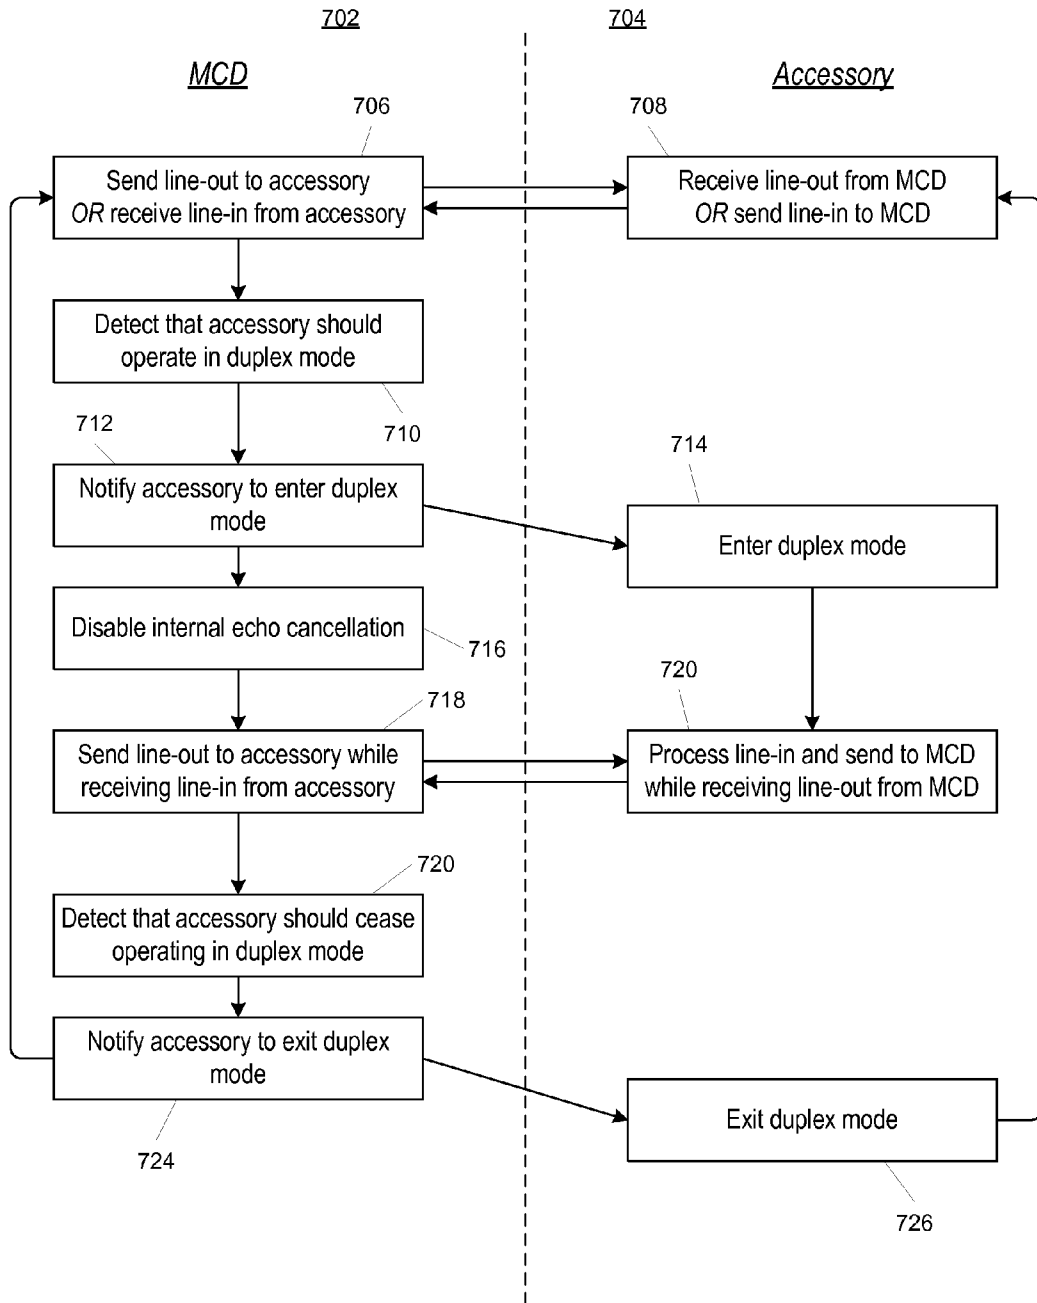 702
704
MCD
Accessory
706
708
Send line-out to accessory
OR receive line-in from accessory
Receive line-out from MCD
OR send line-in to MCD
Detect that accessory should
operate in duplex mode
710
712
714
Notify accessory to enter duplex
mode
Enter duplex mode
Disable internal echo cancellation
716
718
720
Send line-out to accessory while
receiving line-in from accessory
Process line-in and send to MCD
while receiving line-out from MCD
720
Detect that accessory should cease
operating in duplex mode
Notify accessory to exit duplex
mode
Exit duplex mode
724
726